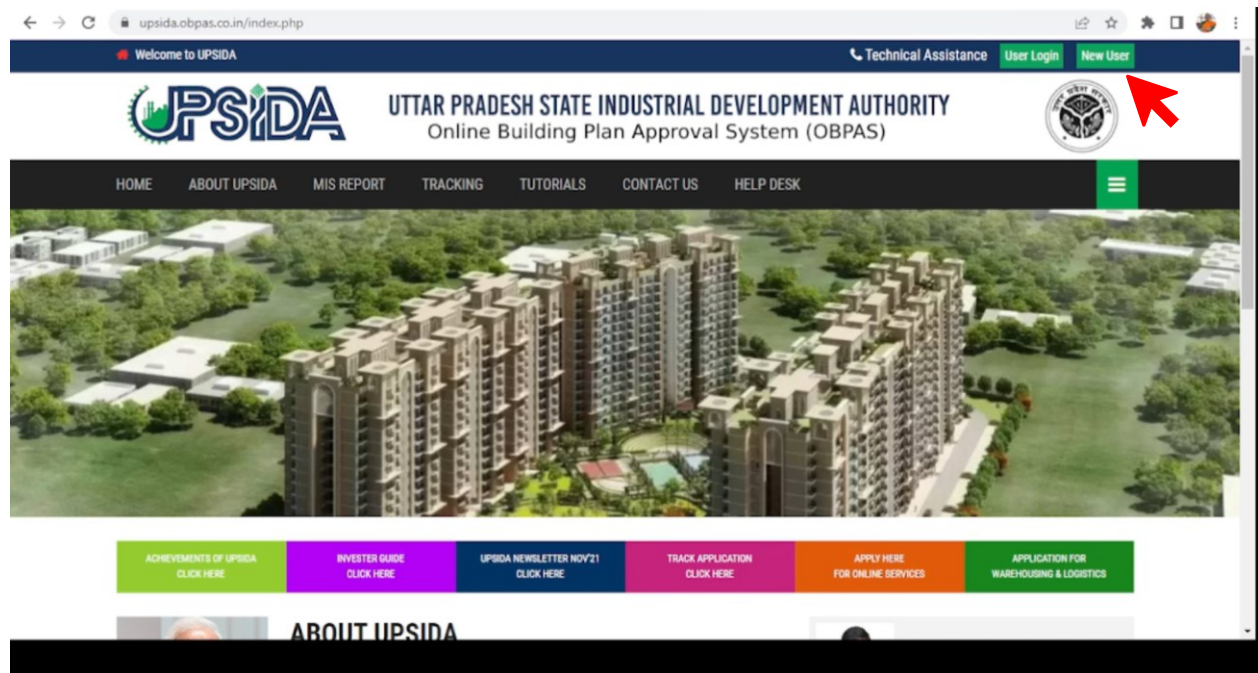 upsida.obpas.co.in/index.php
Welcome to UPSIDA
Technical Assistance
User Login
New User
UPSIDA
UTTAR PRADESH STATE INDUSTRIAL DEVELOPMENT AUTHORITY
Online Building Plan Approval System (OBPAS)
HOME ABOUT UPSIDA MIS REPORT TRACKING TUTORIALS CONTACT US HELP DESK
ACHIEVEMENTS OF UPSIDA
CLICK HERE
INVESTER GUIDE
CLICK HERE
UPSIDA NEWSLETTER NOV'21
CLICK HERE
TRACK APPLICATION
CLICK HERE
APPLY HERE
FOR ONLINE SERVICES
APPLICATION FOR
WAREHOUSING & LOGISTICS
ABOUT UPSIDA